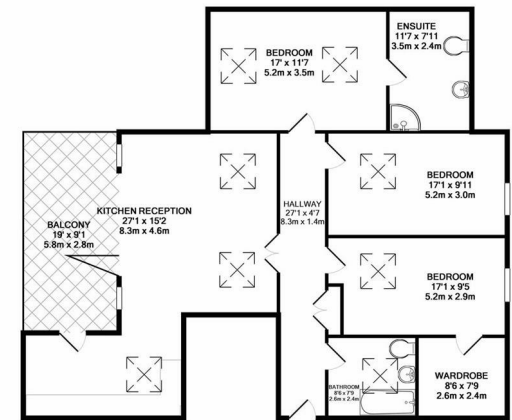 BEDROOM
17' x 11'7
5.2m x 3.5m
ENSUITE
11'7 x 7'11
3.5m x 2.4m
BALCONY
19' x 9'1
5.8m x 2.8m
KITCHEN RECEPTION
27'1 x 15'2
8.3m x 4.6m
HALLWAY
27'1 x 4'7
8.3m x 1.4m
BEDROOM
17'1 x 9'11
5.2m x 3.0m
BEDROOM
17'1 x 9'5
5.2m x 2.9m
BATHROOM
8'6 x 7'9
2.6m x 2.4m
WARDROBE
8'6 x 7'9
2.6m x 2.4m